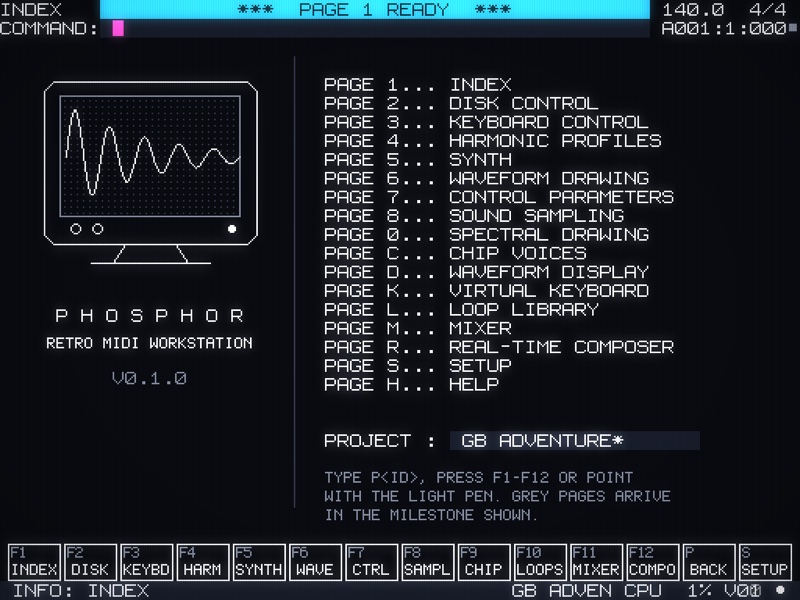 INDEX *** PAGE 1 READY *** 140.0 4/4
COMMAND: A001:1:000
PAGE 1... INDEX
PAGE 2... DISK CONTROL
PAGE 3... KEYBOARD CONTROL
PAGE 4... HARMONIC PROFILES
PAGE 5... SYNTH
PAGE 6... WAVEFORM DRAWING
PAGE 7... CONTROL PARAMETERS
PAGE 8... SOUND SAMPLING
PAGE 0... SPECTRAL DRAWING
PAGE C... CHIP VOICES
PAGE D... WAVEFORM DISPLAY
PAGE K... VIRTUAL KEYBOARD
PAGE L... LOOP LIBRARY
PAGE M... MIXER
PAGE R... REAL-TIME COMPOSER
PAGE S... SETUP
PAGE H... HELP
PHOSPHOR
RETRO MIDI WORKSTATION
V0.1.0
PROJECT : GB ADVENTURE*
TYPE P<ID>, PRESS F1-F12 OR POINT
WITH THE LIGHT PEN. GREY PAGES ARRIVE
IN THE MILESTONE SHOWN.
F1 F2 F3 F4 F5 F6 F7 F8 F9 F10 F11 F12 P S
INDEX DISK KEYBD HARM SYNTH WAVE CTRL SAMPL CHIP LOOPS MIXER COMPO BACK SETUP
INFO: INDEX GB ADVEN CPU 1%